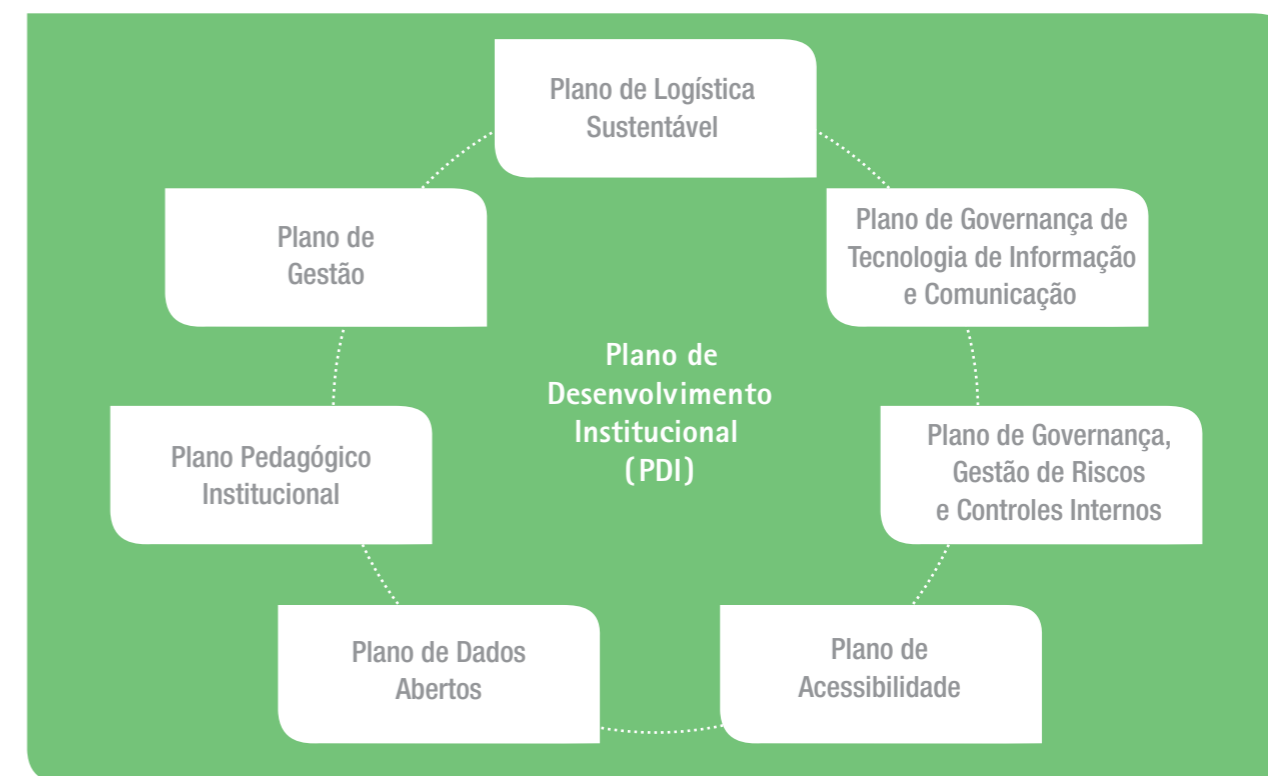 Plano de Logística
Sustentável
Plano de Governança de
Tecnologia de Informação
e Comunicação
Plano de Governança,
Gestão de Riscos
e Controles Internos
Plano de
Acessibilidade
Plano de Dados
Abertos
Plano Pedagógico
Institucional
Plano de
Gestão
Plano de
Desenvolvimento
Institucional
(PDI)